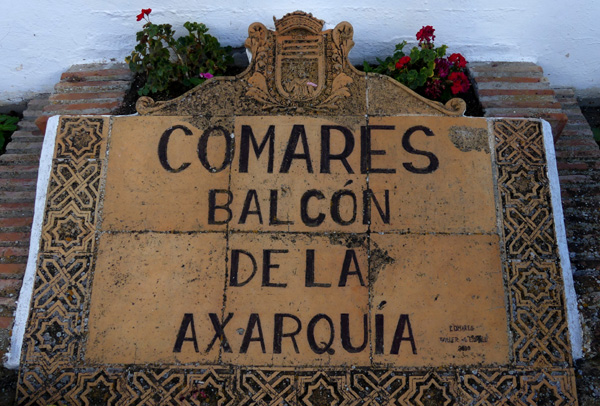 COMARES
BALCÓN
DE LA
AXARQUÍA